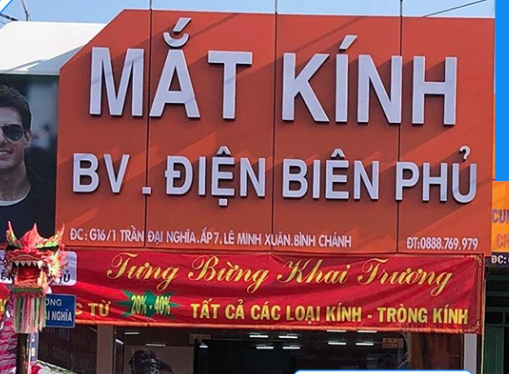 MẮT KÍNH
BV . ĐIỆN BIÊN PHỦ
ĐC : G16/1 TRẦN ĐẠI NGHĨA.ẤP 7.LÊ MINH XUÂN.BÌNH CHÁNH ĐT:0888.769.979
Tưng Bừng Khai Trương
TỪ 20%-40% TẤT CẢ CÁC LOẠI KÍNH - TRÒNG KÍNH